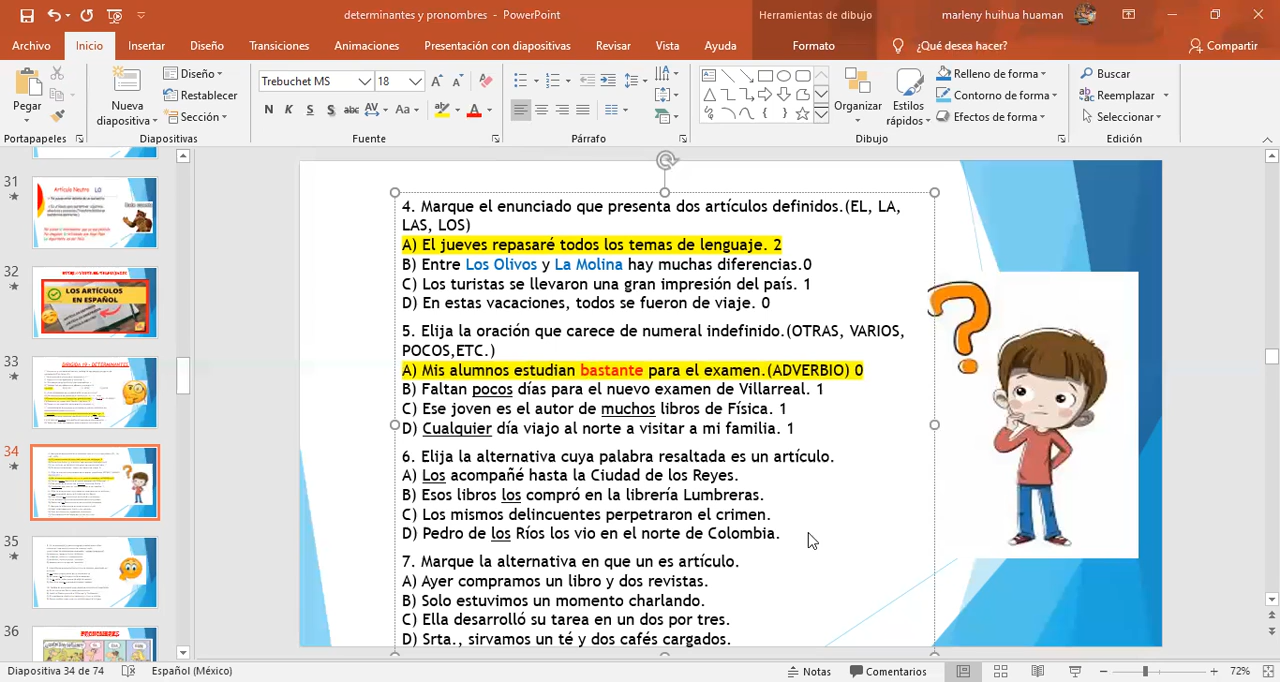 determinantes y pronombres - PowerPoint
Herramientas de dibujo
marleny huihua huaman
Archivo Inicio Insertar Diseño Transiciones Animaciones Presentación con diapositivas Revisar Vista Ayuda Formato ¿Qué desea hacer? Compartir
Pegar
Portapapeles
Nueva diapositiva
Diseño
Restablecer
Sección
Diapositivas
Trebuchet MS 18
N K S S abc AV Aa A
Fuente
Párrafo
Organizar
Estilos rápidos
Relleno de forma
Contorno de forma
Efectos de forma
Dibujo
Buscar
Reemplazar
Seleccionar
Edición
31
Artículo Neutro LO
32
LOS ARTÍCULOS
EN ESPAÑOL
33
34
35
36
PRONOMBRES
4. Marque el enunciado que presenta dos artículos definidos.(EL, LA,
LAS, LOS)
A) El jueves repasaré todos los temas de lenguaje. 2
B) Entre Los Olivos y La Molina hay muchas diferencias.0
C) Los turistas se llevaron una gran impresión del país. 1
D) En estas vacaciones, todos se fueron de viaje. 0
5. Elija la oración que carece de numeral indefinido.(OTRAS, VARIOS,
POCOS,ETC.)
A) Mis alumnos estudian bastante para el examen.(ADVERBIO) 0
B) Faltan pocos días para el nuevo examen de Villarreal. 1
C) Ese joven es el autor de muchos libros de Física. 1
D) Cualquier día viajo al norte a visitar a mi familia. 1
6. Elija la alternativa cuya palabra resaltada es un artículo.
A) Los acompañé hasta la Ciudad de los Reyes.
B) Esos libros los compró en la librería Lumbreras.
C) Los mismos delincuentes perpetraron el crimen.
D) Pedro de los Ríos los vio en el norte de Colombia.
7. Marque la alternativa en que un es artículo.
A) Ayer compramos un libro y dos revistas.
B) Solo estuvimos un momento charlando.
C) Ella desarrolló su tarea en un dos por tres.
D) Srta., sirvamos un té y dos cafés cargados.
Diapositiva 34 de 74
Español (México)
Notas
Comentarios
72%